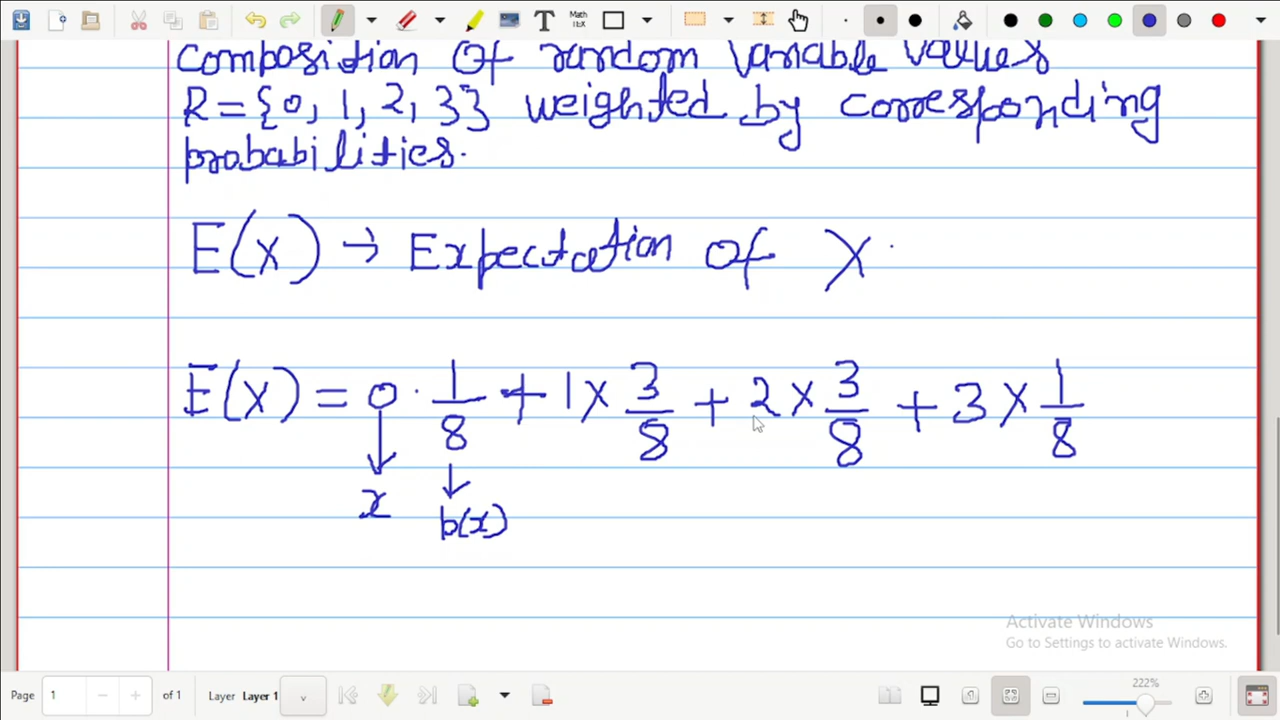 Math
TEX
Composition Of random Variable Values
R = {0, 1, 2, 3} weighted by corresponding
probabilities.
E(X) → Expectation Of X.
E(X) = 0 · 1/8 + 1 × 3/8 + 2 × 3/8 + 3 × 1/8
x
p(x)
Activate Windows
Go to Settings to activate Windows.
Page 1 of 1 Layer Layer 1 222%